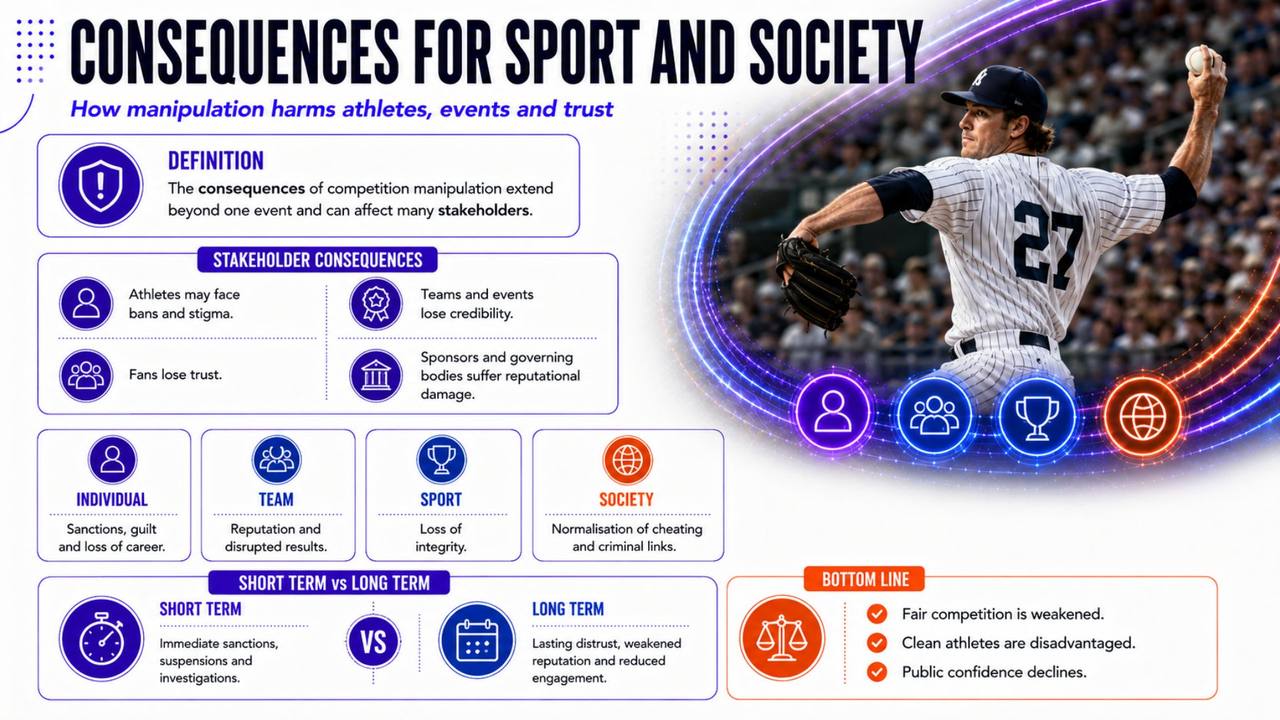 CONSEQUENCES FOR SPORT AND SOCIETY
How manipulation harms athletes, events and trust
DEFINITION
The consequences of competition manipulation extend
beyond one event and can affect many stakeholders.
STAKEHOLDER CONSEQUENCES
Athletes may face
bans and stigma.
Teams and events
lose credibility.
Fans lose trust.
Sponsors and governing
bodies suffer reputational
damage.
INDIVIDUAL
Sanctions, guilt
and loss of career.
TEAM
Reputation and
disrupted results.
SPORT
Loss of
integrity.
SOCIETY
Normalisation of cheating
and criminal links.
SHORT TERM vs LONG TERM
SHORT TERM
Immediate sanctions,
suspensions and
investigations.
VS
LONG TERM
Lasting distrust, weakened
reputation and reduced
engagement.
BOTTOM LINE
Fair competition is weakened.
Clean athletes are disadvantaged.
Public confidence declines.
NY
27